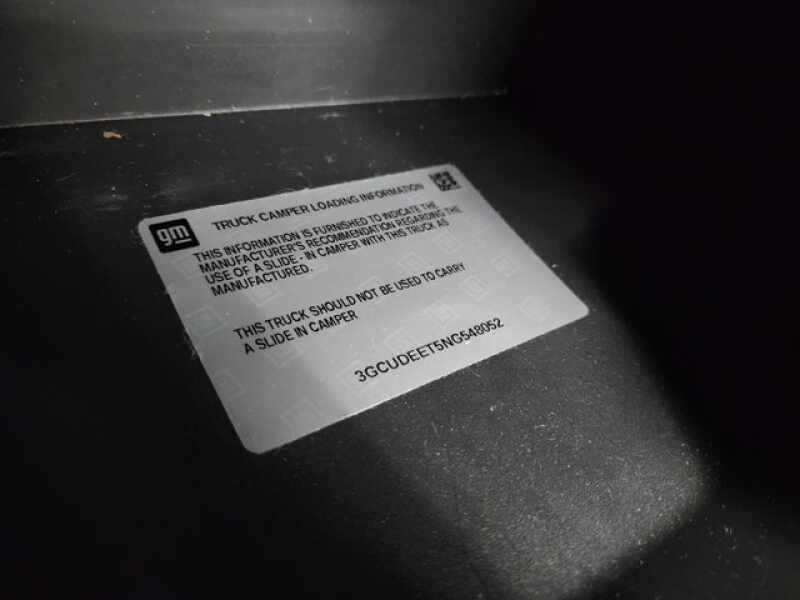 gm
TRUCK CAMPER LOADING INFORMATION
THIS INFORMATION IS FURNISHED TO INDICATE THE
MANUFACTURER'S RECOMMENDATION REGARDING THE
USE OF A SLIDE - IN CAMPER WITH THIS TRUCK AS
MANUFACTURED.
THIS TRUCK SHOULD NOT BE USED TO CARRY
A SLIDE IN CAMPER
3GCUDEET5NG548052